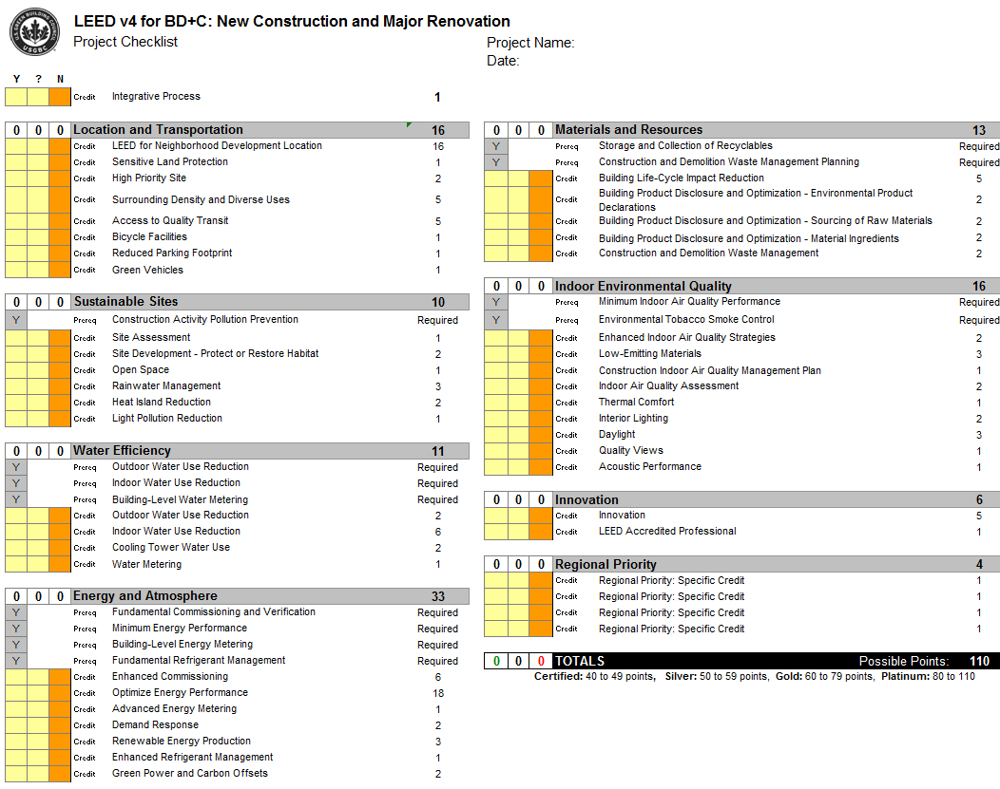 U.S. GREEN BUILDING COUNCIL
USGBC
LEED v4 for BD+C: New Construction and Major Renovation
Project Checklist
Project Name:
Date:
Y ? N
Credit Integrative Process 1
0 0 0 Location and Transportation 16
Credit LEED for Neighborhood Development Location 16
Credit Sensitive Land Protection 1
Credit High Priority Site 2
Credit Surrounding Density and Diverse Uses 5
Credit Access to Quality Transit 5
Credit Bicycle Facilities 1
Credit Reduced Parking Footprint 1
Credit Green Vehicles 1
0 0 0 Sustainable Sites 10
Y Prereq Construction Activity Pollution Prevention Required
Credit Site Assessment 1
Credit Site Development - Protect or Restore Habitat 2
Credit Open Space 1
Credit Rainwater Management 3
Credit Heat Island Reduction 2
Credit Light Pollution Reduction 1
0 0 0 Water Efficiency 11
Y Prereq Outdoor Water Use Reduction Required
Y Prereq Indoor Water Use Reduction Required
Y Prereq Building-Level Water Metering Required
Credit Outdoor Water Use Reduction 2
Credit Indoor Water Use Reduction 6
Credit Cooling Tower Water Use 2
Credit Water Metering 1
0 0 0 Energy and Atmosphere 33
Y Prereq Fundamental Commissioning and Verification Required
Y Prereq Minimum Energy Performance Required
Y Prereq Building-Level Energy Metering Required
Y Prereq Fundamental Refrigerant Management Required
Credit Enhanced Commissioning 6
Credit Optimize Energy Performance 18
Credit Advanced Energy Metering 1
Credit Demand Response 2
Credit Renewable Energy Production 3
Credit Enhanced Refrigerant Management 1
Credit Green Power and Carbon Offsets 2
0 0 0 Materials and Resources 13
Y Prereq Storage and Collection of Recyclables Required
Y Prereq Construction and Demolition Waste Management Planning Required
Credit Building Life-Cycle Impact Reduction 5
Credit Building Product Disclosure and Optimization - Environmental Product
Declarations 2
Credit Building Product Disclosure and Optimization - Sourcing of Raw Materials 2
Credit Building Product Disclosure and Optimization - Material Ingredients 2
Credit Construction and Demolition Waste Management 2
0 0 0 Indoor Environmental Quality 16
Y Prereq Minimum Indoor Air Quality Performance Required
Y Prereq Environmental Tobacco Smoke Control Required
Credit Enhanced Indoor Air Quality Strategies 2
Credit Low-Emitting Materials 3
Credit Construction Indoor Air Quality Management Plan 1
Credit Indoor Air Quality Assessment 2
Credit Thermal Comfort 1
Credit Interior Lighting 2
Credit Daylight 3
Credit Quality Views 1
Credit Acoustic Performance 1
0 0 0 Innovation 6
Credit Innovation 5
Credit LEED Accredited Professional 1
0 0 0 Regional Priority 4
Credit Regional Priority: Specific Credit 1
Credit Regional Priority: Specific Credit 1
Credit Regional Priority: Specific Credit 1
Credit Regional Priority: Specific Credit 1
0 0 0 TOTALS Possible Points: 110
Certified: 40 to 49 points, Silver: 50 to 59 points, Gold: 60 to 79 points, Platinum: 80 to 110